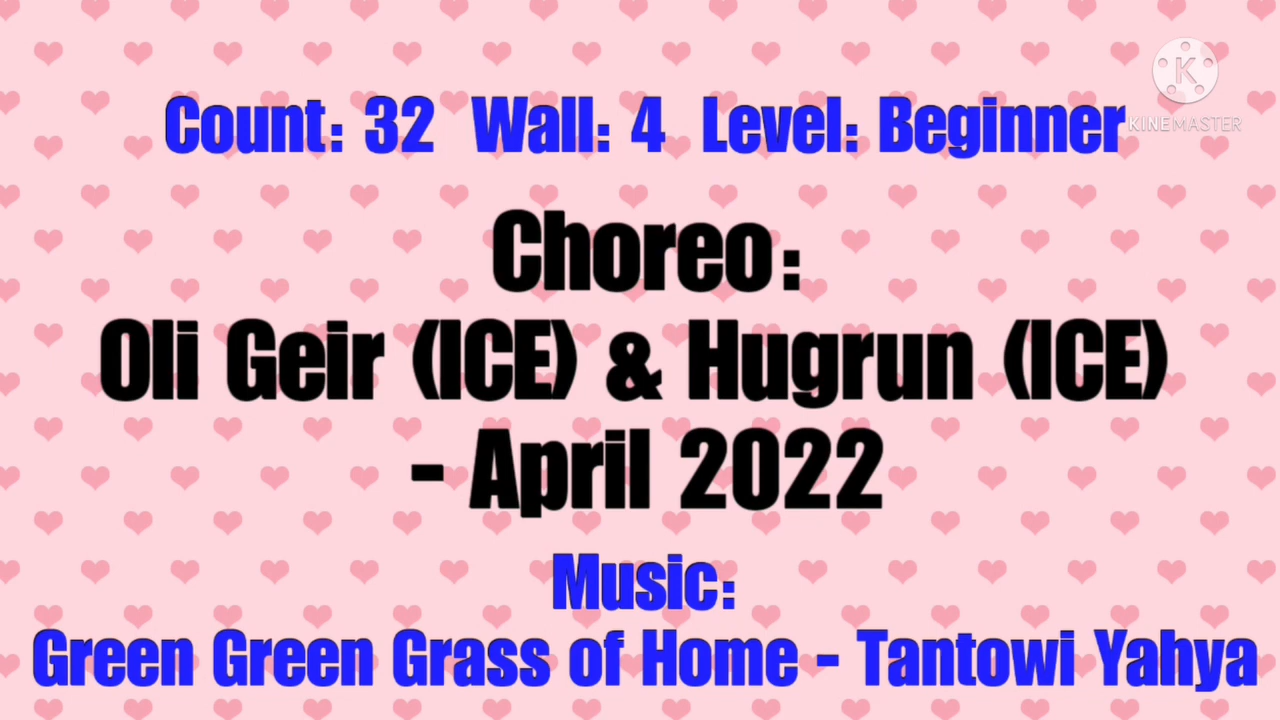 Count: 32 Wall: 4 Level: Beginner
K
KINEMASTER
Choreo:
Oli Geir (ICE) & Hugrun (ICE)
- April 2022
Music:
Green Green Grass of Home - Tantowi Yahya